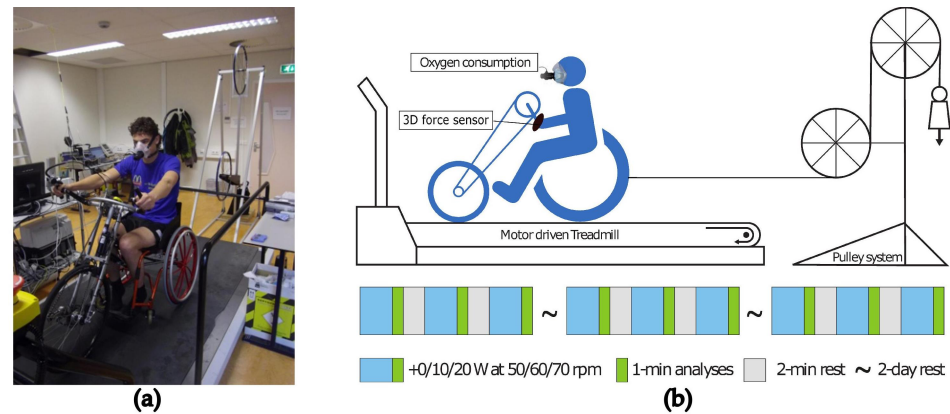 Oxygen consumption
3D force sensor
Motor driven Treadmill
Pulley system
~ ~
+0/10/20 W at 50/60/70 rpm 1-min analyses 2-min rest ~ 2-day rest
(a) (b)